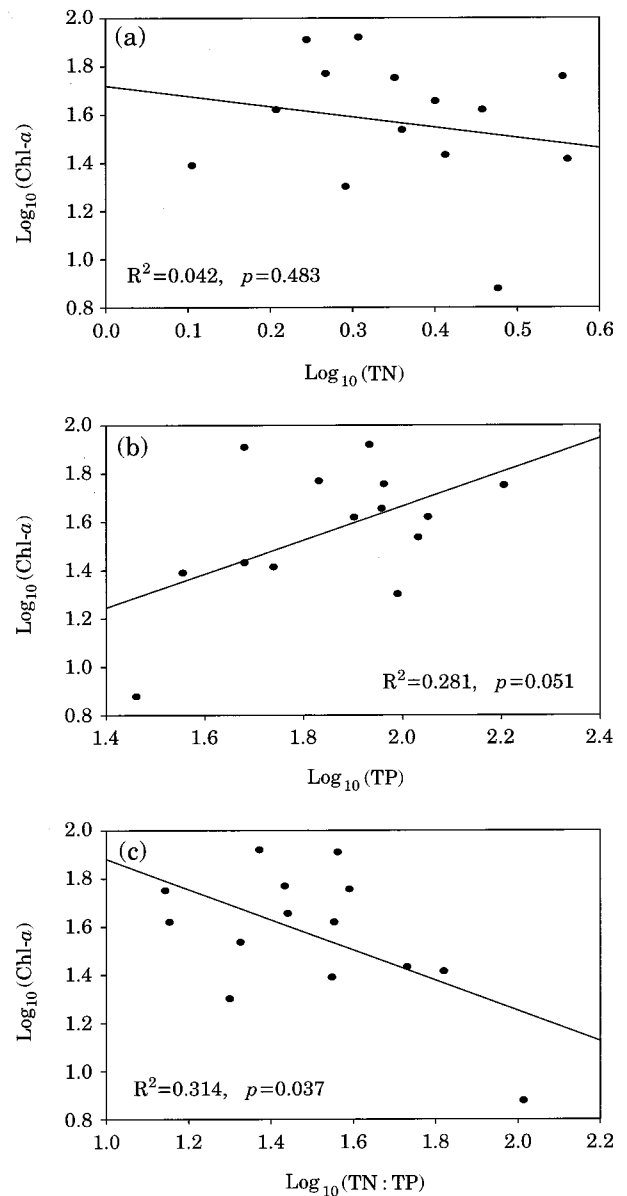 (a)
2.0
1.8
1.6
1.4
1.2
1.0
0.8
Log10(Chl-a)
R2=0.042, p=0.483
0.0 0.1 0.2 0.3 0.4 0.5 0.6
Log10(TN)
(b)
2.0
1.8
1.6
1.4
1.2
1.0
0.8
Log10(Chl-a)
R2=0.281, p=0.051
1.4 1.6 1.8 2.0 2.2 2.4
Log10(TP)
(c)
2.0
1.8
1.6
1.4
1.2
1.0
0.8
Log10(Chl-a)
R2=0.314, p=0.037
1.0 1.2 1.4 1.6 1.8 2.0 2.2
Log10(TN : TP)